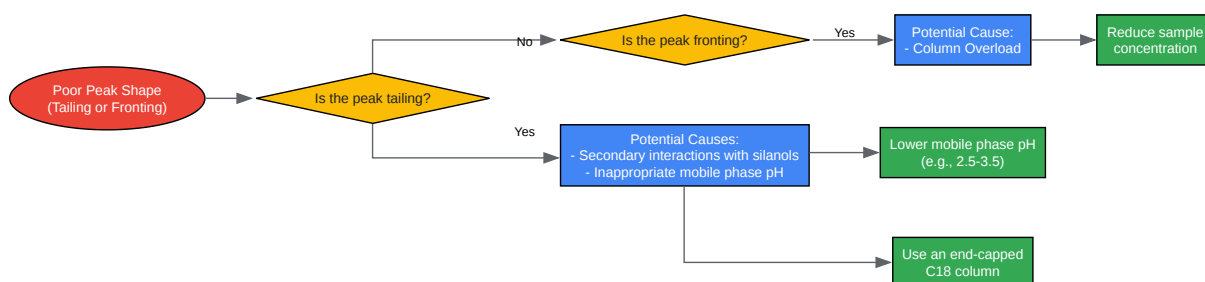 Poor Peak Shape
(Tailing or Fronting)
Is the peak tailing?
No
Is the peak fronting?
Yes
Potential Cause:
- Column Overload
Reduce sample
concentration
Yes
Potential Causes:
- Secondary interactions with silanols
- Inappropriate mobile phase pH
Lower mobile phase pH
(e.g., 2.5-3.5)
Use an end-capped
C18 column